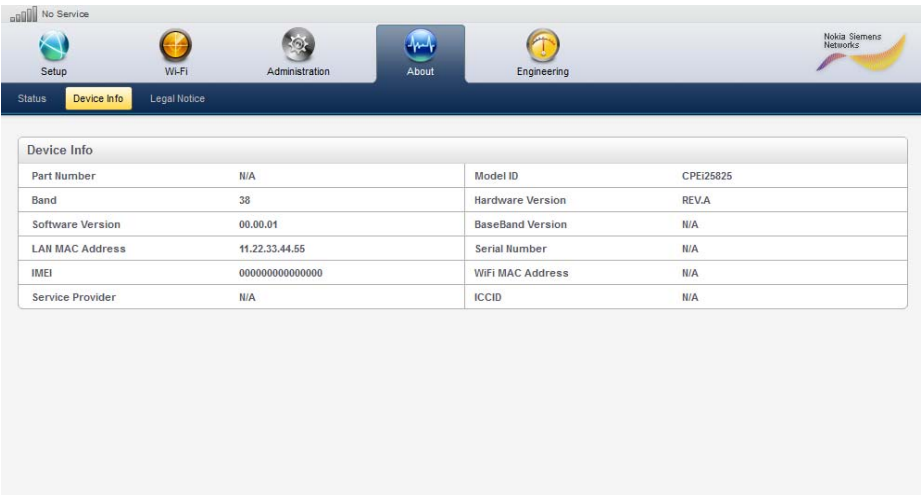 No Service
Setup Wi-Fi Administration About Engineering
Nokia Siemens
Networks
Status Device Info Legal Notice
Device Info
Part Number N/A Model ID CPEi25825
Band 38 Hardware Version REV.A
Software Version 00.00.01 BaseBand Version N/A
LAN MAC Address 11.22.33.44.55 Serial Number N/A
IMEI 000000000000000 WiFi MAC Address N/A
Service Provider N/A ICCID N/A